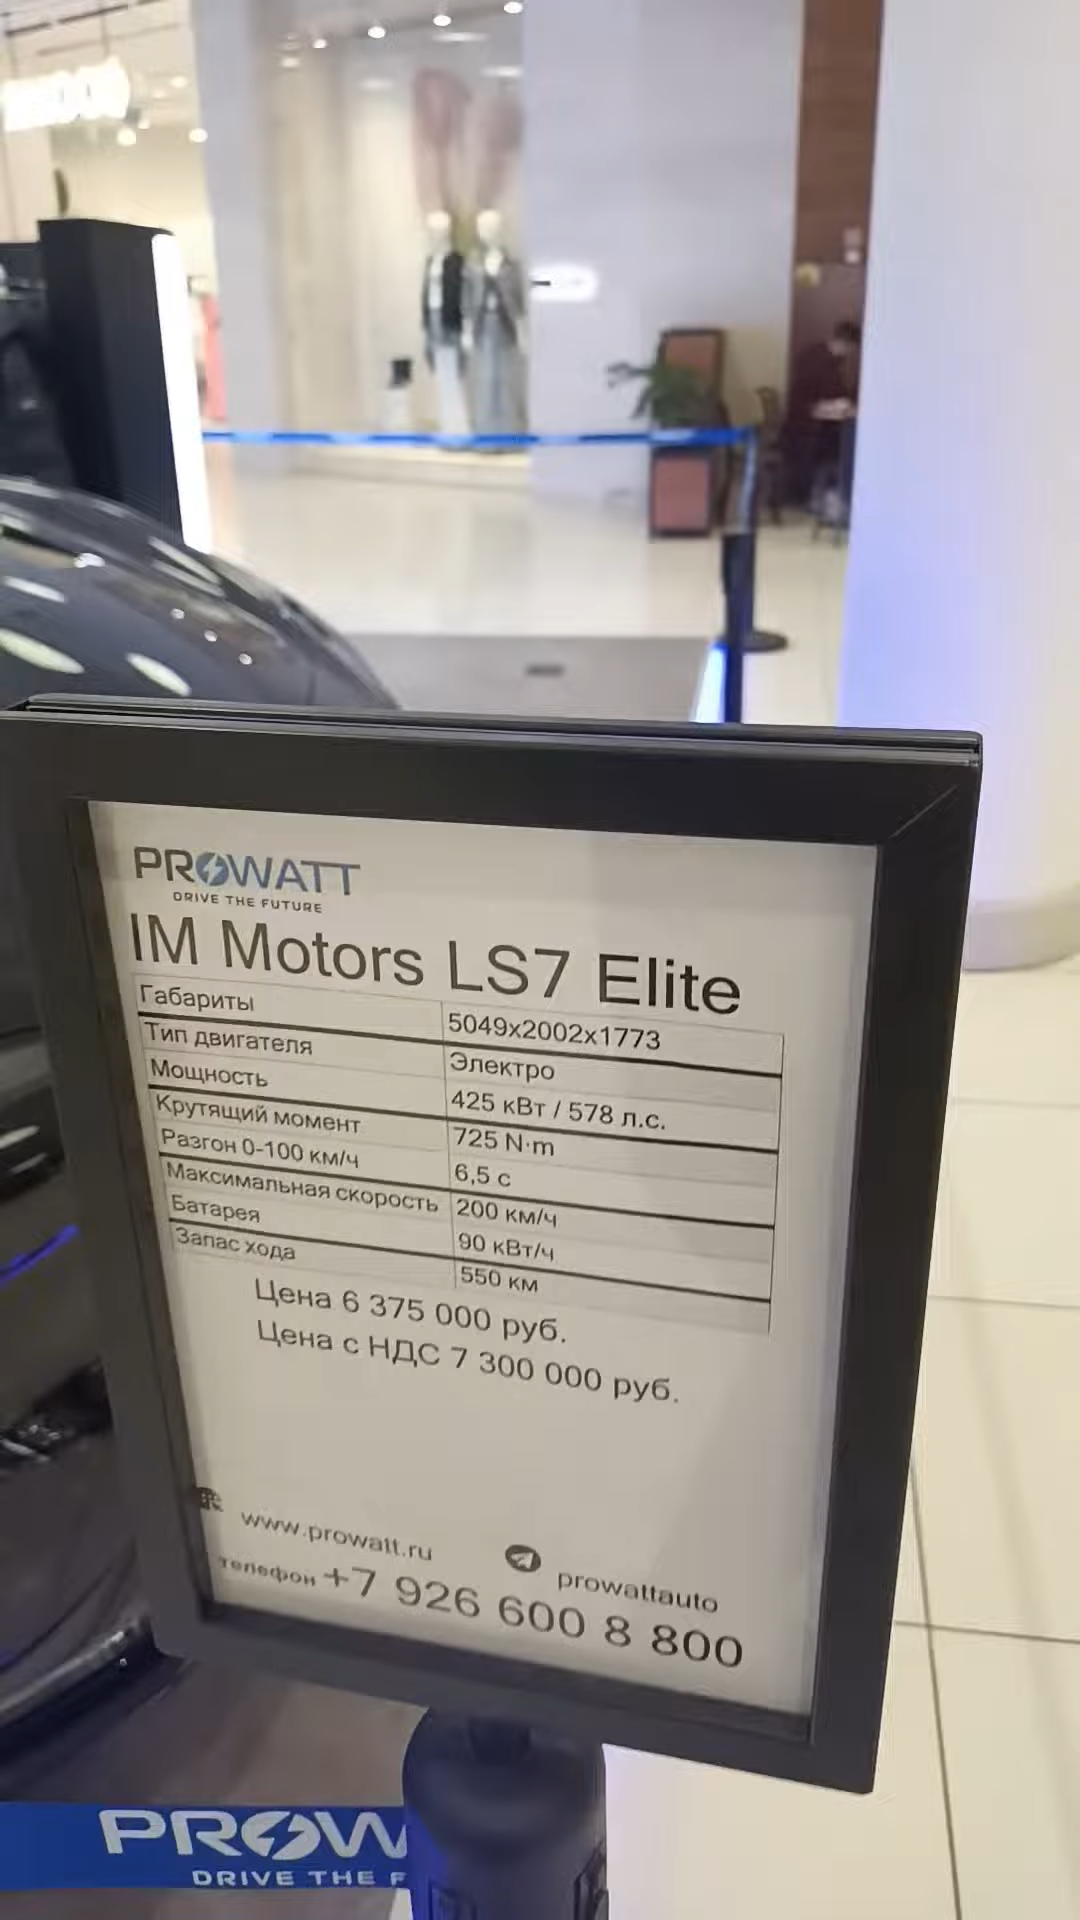 PROWATT
DRIVE THE FUTURE
IM Motors LS7 Elite
Габариты 5049x2002x1773
Тип двигателя Электро
Мощность 425 кВт / 578 л.с.
Крутящий момент 725 N·m
Разгон 0-100 км/ч 6,5 с
Максимальная скорость 200 км/ч
Батарея 90 кВт/ч
Запас хода 550 км
Цена 6 375 000 руб.
Цена с НДС 7 300 000 руб.
www.prowatt.ru
prowattauto
телефон +7 926 600 8 800
PROW
DRIVE THE F